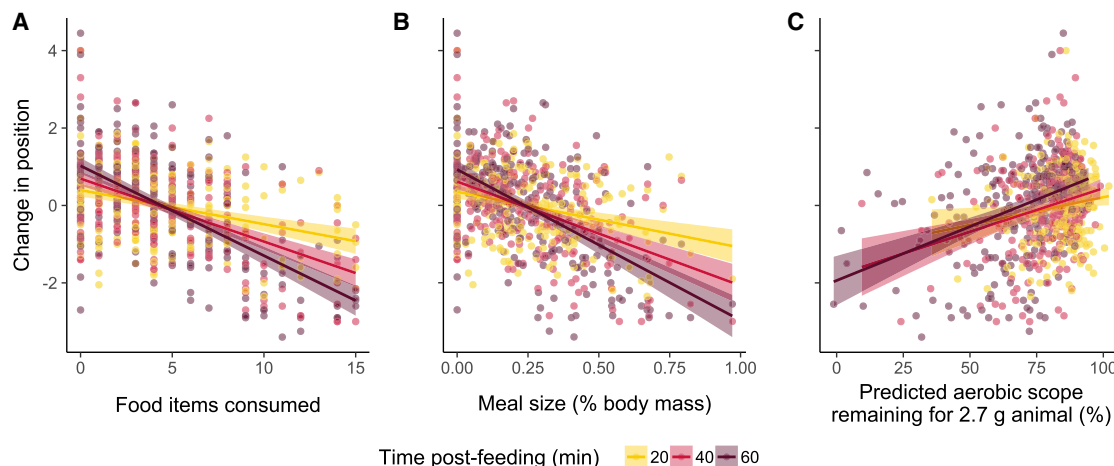 A
B
C
Change in position
4
2
0
-2
0
5
10
15
0.00
0.25
0.50
0.75
1.00
0
25
50
75
100
Food items consumed
Meal size (% body mass)
Predicted aerobic scope
remaining for 2.7 g animal (%)
Time post-feeding (min) 20 40 60